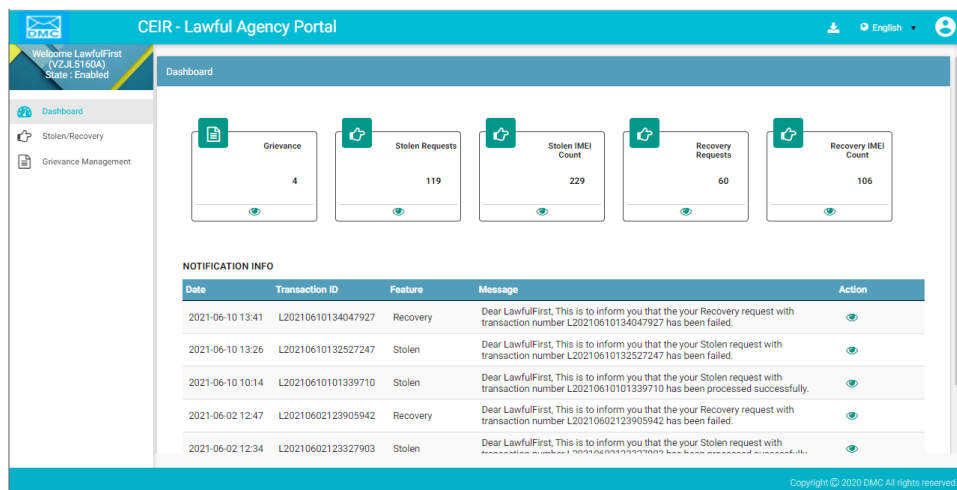 DMC
CEIR - Lawful Agency Portal
English
Welcome LawfulFirst
(VZJL5160A)
State : Enabled
Dashboard
Stolen/Recovery
Grievance Management
Dashboard
Grievance
4
Stolen Requests
119
Stolen IMEI
Count
229
Recovery
Requests
60
Recovery IMEI
Count
106
NOTIFICATION INFO
Date Transaction ID Feature Message Action
2021-06-10 13:41 L20210610134047927 Recovery Dear LawfulFirst, This is to inform you that the your Recovery request with
transaction number L20210610134047927 has been failed.
2021-06-10 13:26 L20210610132527247 Stolen Dear LawfulFirst, This is to inform you that the your Stolen request with
transaction number L20210610132527247 has been failed.
2021-06-10 10:14 L20210610101339710 Stolen Dear LawfulFirst, This is to inform you that the your Stolen request with
transaction number L20210610101339710 has been processed successfully.
2021-06-02 12:47 L20210602123905942 Recovery Dear LawfulFirst, This is to inform you that the your Recovery request with
transaction number L20210602123905942 has been failed.
2021-06-02 12:34 L20210602123327903 Stolen Dear LawfulFirst, This is to inform you that the your Stolen request with
transaction number L20210602123327903 has been processed successfully.
Copyright © 2020 DMC All rights reserved.